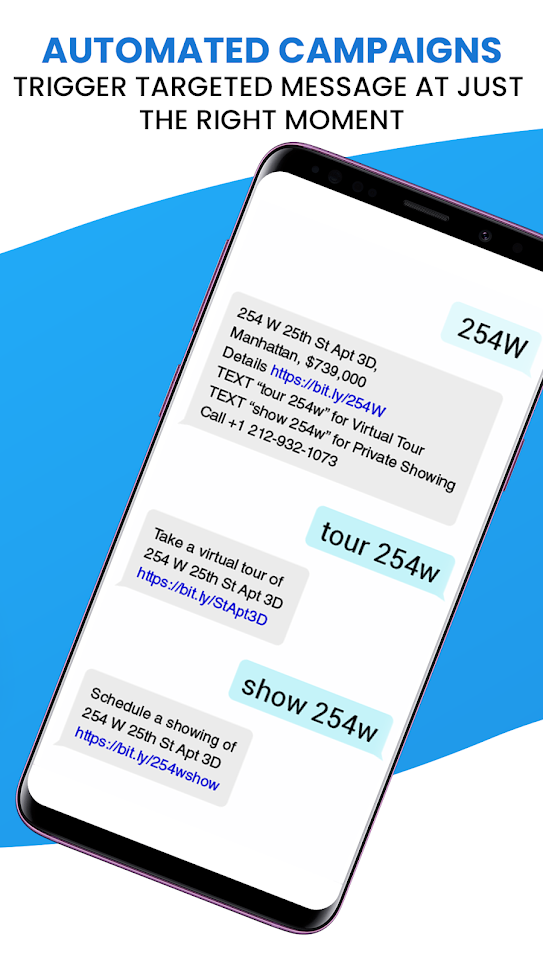 AUTOMATED CAMPAIGNS
TRIGGER TARGETED MESSAGE AT JUST
THE RIGHT MOMENT
254W
254 W 25th St Apt 3D,
Manhattan, $739,000
Details https://bit.ly/254W
TEXT “tour 254w” for Virtual Tour
TEXT “show 254w” for Private Showing
Call +1 212-932-1073
tour 254w
Take a virtual tour of
254 W 25th St Apt 3D
https://bit.ly/StApt3D
show 254w
Schedule a showing of
254 W 25th St Apt 3D
https://bit.ly/254wshow